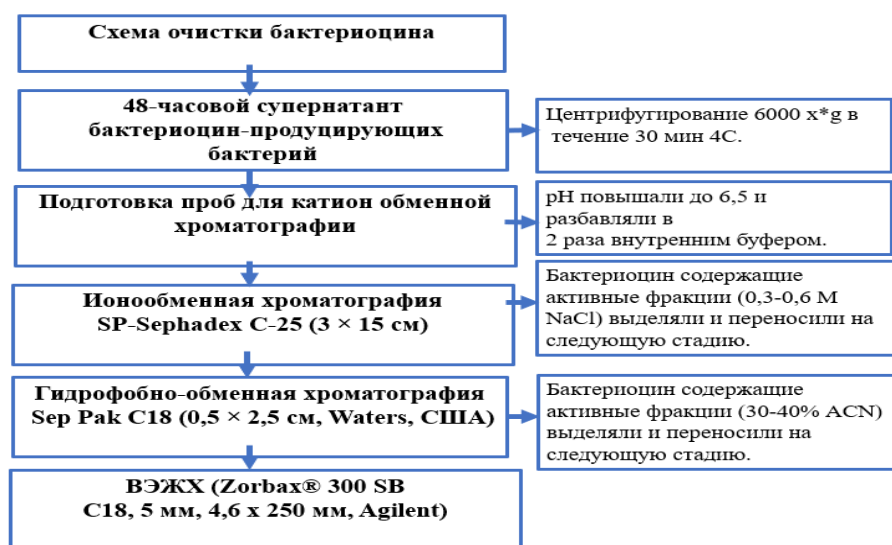 Схема очистки бактериоцина
48-часовой супернатант
бактериоцин-продуцирующих
бактерий
Центрифугирование 6000 x*g в
течение 30 мин 4С.
Подготовка проб для катион обменной
хроматографии
рН повышали до 6,5 и
разбавляли в
2 раза внутренним буфером.
Ионообменная хроматография
SP-Sephadex C-25 (3 × 15 см)
Бактериоцин содержащие
активные фракции (0,3-0,6 М
NaCl) выделяли и переносили на
следующую стадию.
Гидрофобно-обменная хроматография
Sep Pak C18 (0,5 × 2,5 см, Waters, США)
Бактериоцин содержащие
активные фракции (30-40% ACN)
выделяли и переносили на
следующую стадию.
ВЭЖХ (Zorbax® 300 SB
C18, 5 мм, 4,6 x 250 мм, Agilent)